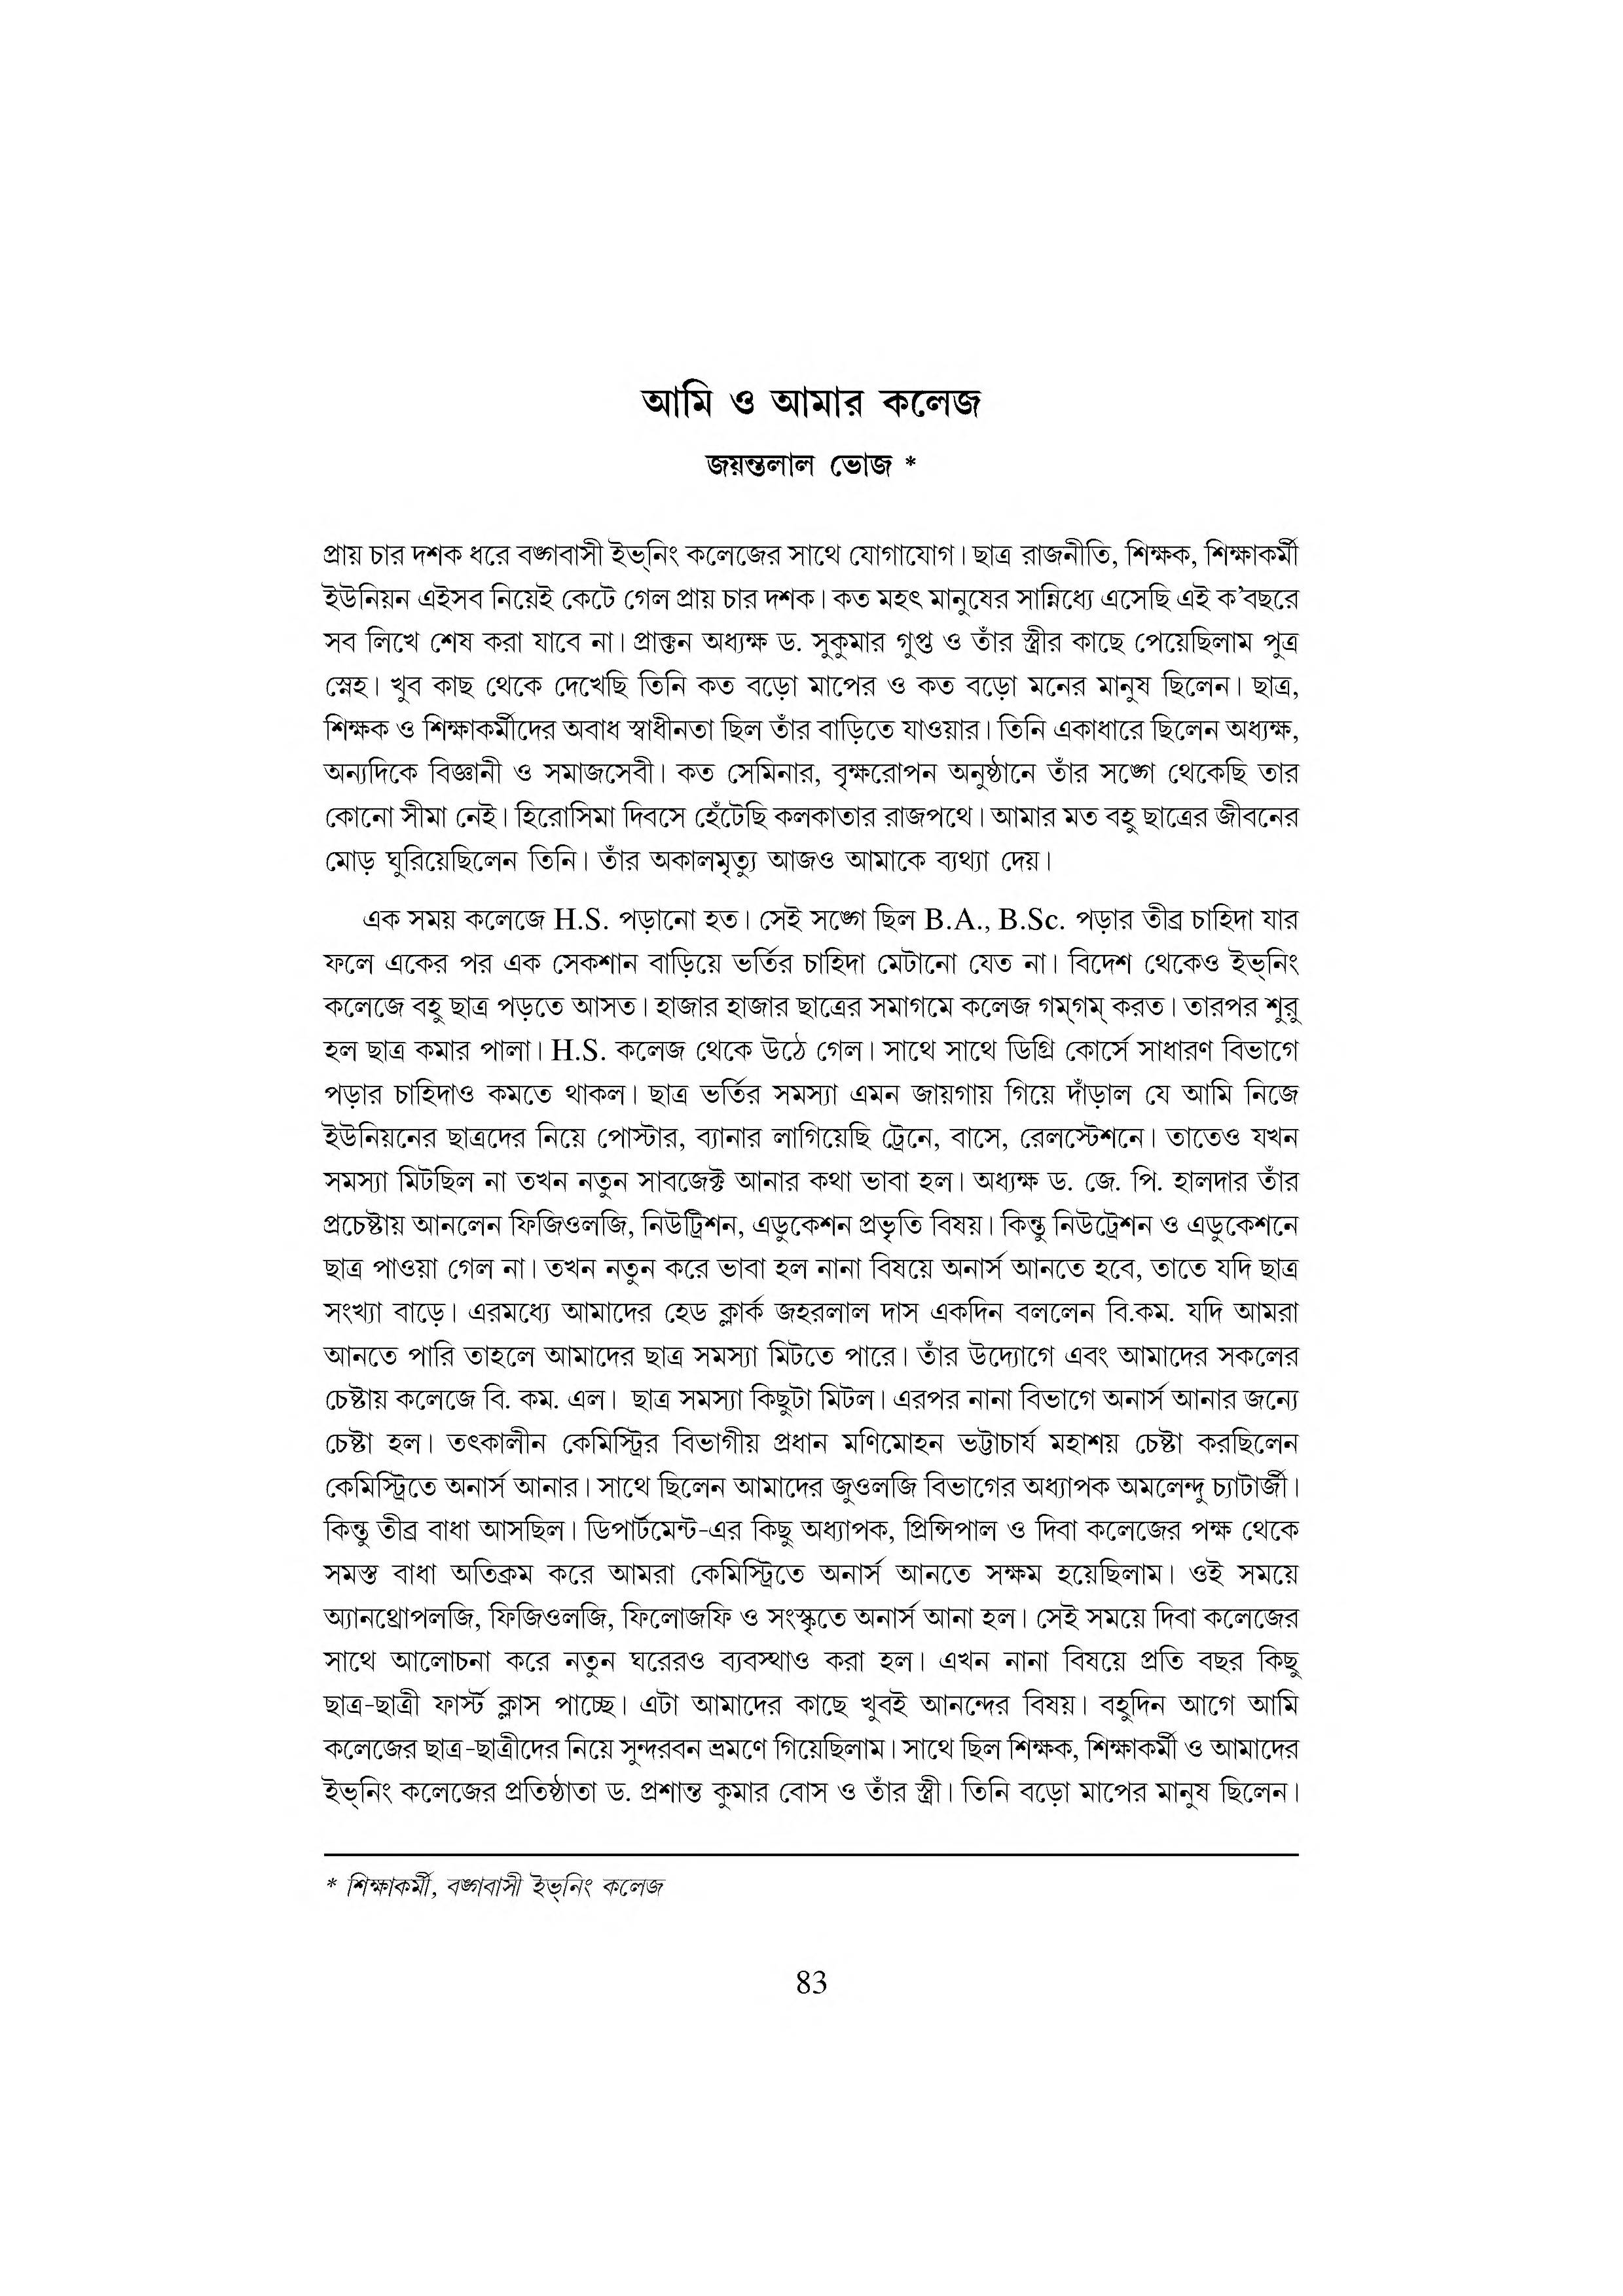 আমি ও আমার কলেজ
জয়ন্তলাল ভোজ *
প্রায় চার দশক ধরে বঙ্গবাসী ইভ্‌নিং কলেজের সাথে যোগাযোগ। ছাত্র রাজনীতি, শিক্ষক, শিক্ষাকর্মী
ইউনিয়ন এইসব নিয়েই কেটে গেল প্রায় চার দশক। কত মহৎ মানুষের সান্নিধ্যে এসেছি এই ক'বছরে
সব লিখে শেষ করা যাবে না। প্রাক্তন অধ্যক্ষ ড. সুকুমার গুপ্ত ও তাঁর স্ত্রীর কাছে পেয়েছিলাম পুত্র
স্নেহ। খুব কাছ থেকে দেখেছি তিনি কত বড়ো মাপের ও কত বড়ো মনের মানুষ ছিলেন। ছাত্র,
শিক্ষক ও শিক্ষাকর্মীদের অবাধ স্বাধীনতা ছিল তাঁর বাড়িতে যাওয়ার। তিনি একাধারে ছিলেন অধ্যক্ষ,
অন্যদিকে বিজ্ঞানী ও সমাজসেবী। কত সেমিনার, বৃক্ষরোপন অনুষ্ঠানে তাঁর সঙ্গে থেকেছি তার
কোনো সীমা নেই। হিরোসিমা দিবসে হেঁটেছি কলকাতার রাজপথে। আমার মত বহু ছাত্রের জীবনের
মোড় ঘুরিয়েছিলেন তিনি। তাঁর অকালমৃত্যু আজও আমাকে ব্যথ্যা দেয়।
এক সময় কলেজে H.S. পড়ানো হত। সেই সঙ্গে ছিল B.A., B.Sc. পড়ার তীব্র চাহিদা যার
ফলে একের পর এক সেকশান বাড়িয়ে ভর্তির চাহিদা মেটানো যেত না। বিদেশ থেকেও ইভ্‌নিং
কলেজে বহু ছাত্র পড়তে আসত। হাজার হাজার ছাত্রের সমাগমে কলেজ গম্‌গম্‌ করত। তারপর শুরু
হল ছাত্র কমার পালা। H.S. কলেজ থেকে উঠে গেল। সাথে সাথে ডিগ্রি কোর্সে সাধারণ বিভাগে
পড়ার চাহিদাও কমতে থাকল। ছাত্র ভর্তির সমস্যা এমন জায়গায় গিয়ে দাঁড়াল যে আমি নিজে
ইউনিয়নের ছাত্রদের নিয়ে পোস্টার, ব্যানার লাগিয়েছি ট্রেনে, বাসে, রেলস্টেশনে। তাতেও যখন
সমস্যা মিটছিল না তখন নতুন সাবজেক্ট আনার কথা ভাবা হল। অধ্যক্ষ ড. জে. পি. হালদার তাঁর
প্রচেষ্টায় আনলেন ফিজিওলজি, নিউট্রিশন, এডুকেশন প্রভৃতি বিষয়। কিন্তু নিউট্রেশন ও এডুকেশনে
ছাত্র পাওয়া গেল না। তখন নতুন করে ভাবা হল নানা বিষয়ে অনার্স আনতে হবে, তাতে যদি ছাত্র
সংখ্যা বাড়ে। এরমধ্যে আমাদের হেড ক্লার্ক জহরলাল দাস একদিন বললেন বি.কম. যদি আমরা
আনতে পারি তাহলে আমাদের ছাত্র সমস্যা মিটতে পারে। তাঁর উদ্যোগে এবং আমাদের সকলের
চেষ্টায় কলেজে বি. কম. এল। ছাত্র সমস্যা কিছুটা মিটল। এরপর নানা বিভাগে অনার্স আনার জন্যে
চেষ্টা হল। তৎকালীন কেমিস্ট্রির বিভাগীয় প্রধান মণিমোহন ভট্টাচার্য মহাশয় চেষ্টা করছিলেন
কেমিস্ট্রিতে অনার্স আনার। সাথে ছিলেন আমাদের জুওলজি বিভাগের অধ্যাপক অমলেন্দু চ্যাটার্জী।
কিন্তু তীব্র বাধা আসছিল। ডিপার্টমেন্ট-এর কিছু অধ্যাপক, প্রিন্সিপাল ও দিবা কলেজের পক্ষ থেকে
সমস্ত বাধা অতিক্রম করে আমরা কেমিস্ট্রিতে অনার্স আনতে সক্ষম হয়েছিলাম। ওই সময়ে
অ্যানথ্রোপলজি, ফিজিওলজি, ফিলোজফি ও সংস্কৃতে অনার্স আনা হল। সেই সময়ে দিবা কলেজের
সাথে আলোচনা করে নতুন ঘরেরও ব্যবস্থাও করা হল। এখন নানা বিষয়ে প্রতি বছর কিছু
ছাত্র-ছাত্রী ফার্স্ট ক্লাস পাচ্ছে। এটা আমাদের কাছে খুবই আনন্দের বিষয়। বহুদিন আগে আমি
কলেজের ছাত্র-ছাত্রীদের নিয়ে সুন্দরবন ভ্রমণে গিয়েছিলাম। সাথে ছিল শিক্ষক, শিক্ষাকর্মী ও আমাদের
ইভ্‌নিং কলেজের প্রতিষ্ঠাতা ড. প্রশান্ত কুমার বোস ও তাঁর স্ত্রী। তিনি বড়ো মাপের মানুষ ছিলেন।
* শিক্ষাকর্মী, বঙ্গবাসী ইভ্‌নিং কলেজ
83